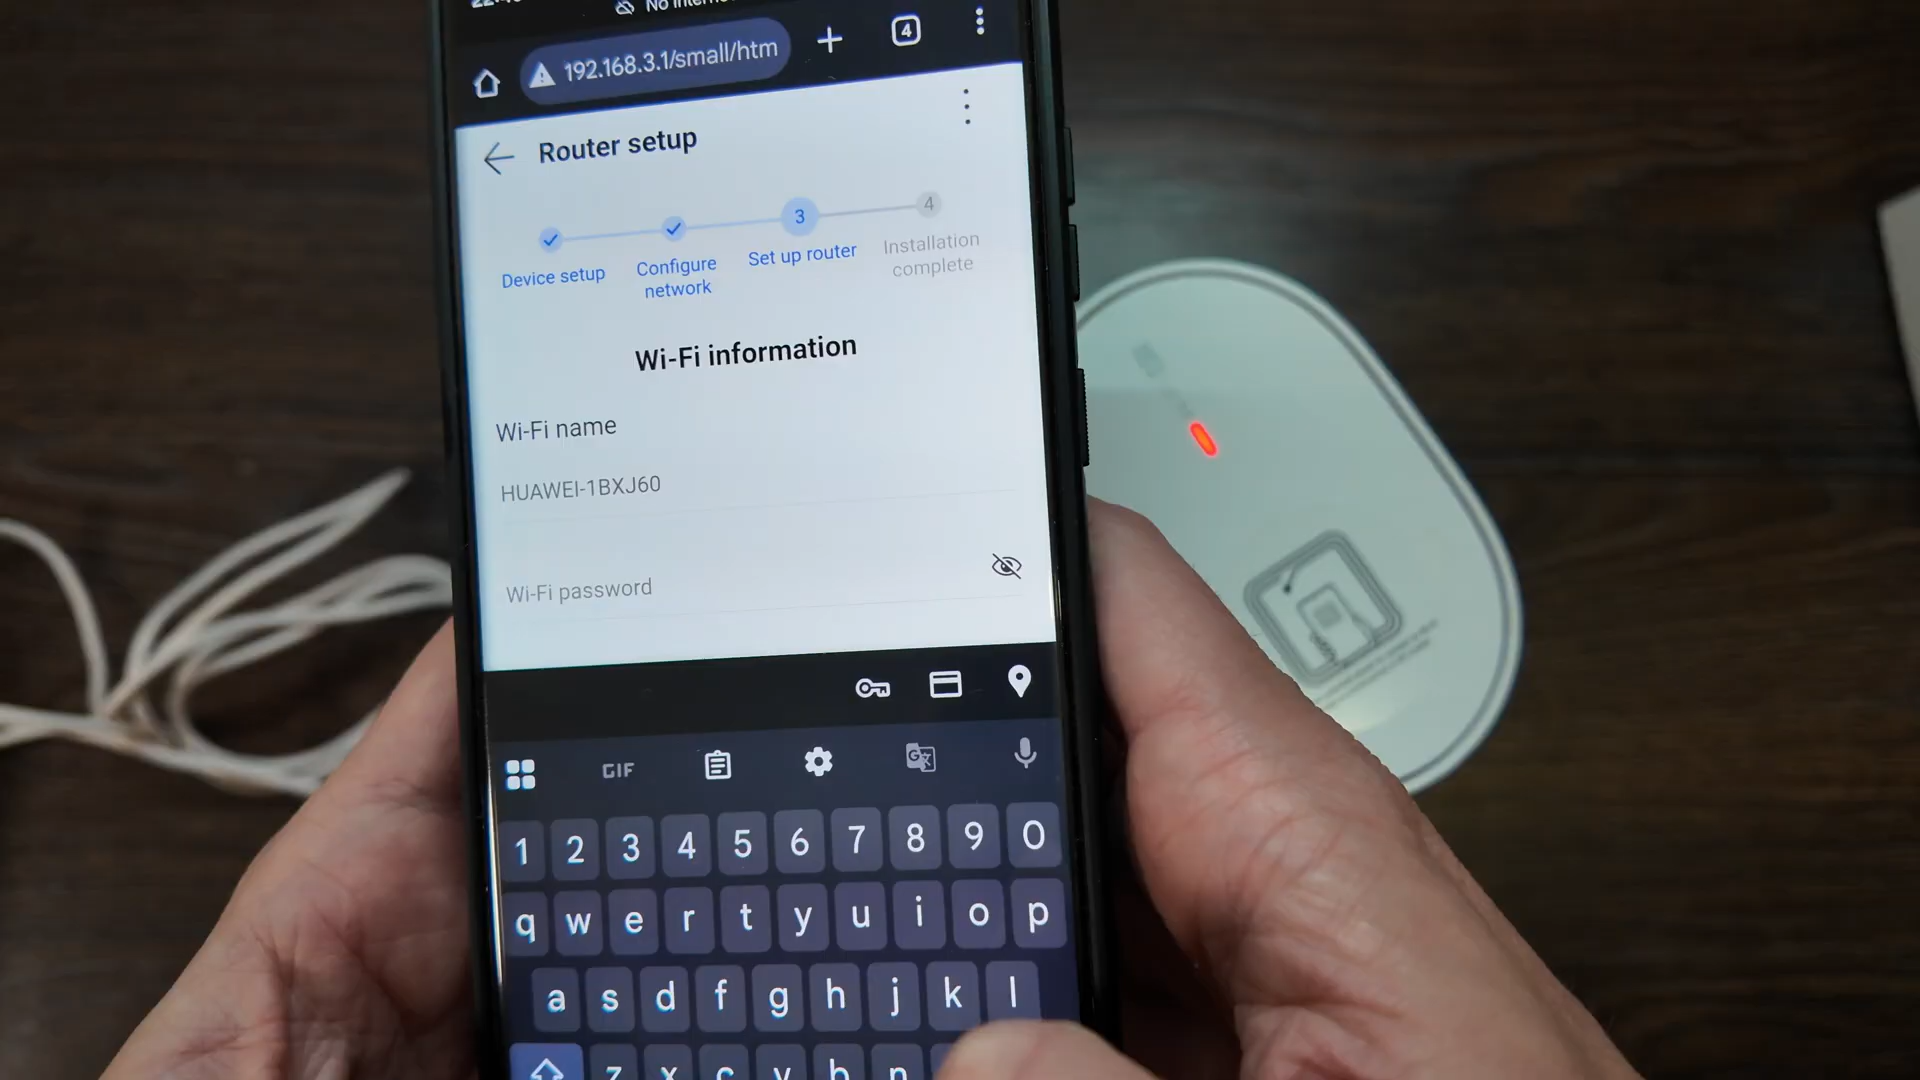 192.168.3.1/small/htm
4
Router setup
3
4
Device setup
Configure
network
Set up router
Installation
complete
Wi-Fi information
Wi-Fi name
HUAWEI-1BXJ60
Wi-Fi password
GIF
1 2 3 4 5 6 7 8 9 0
q w e r t y u i o p
a s d f g h j k l
z x c v b n